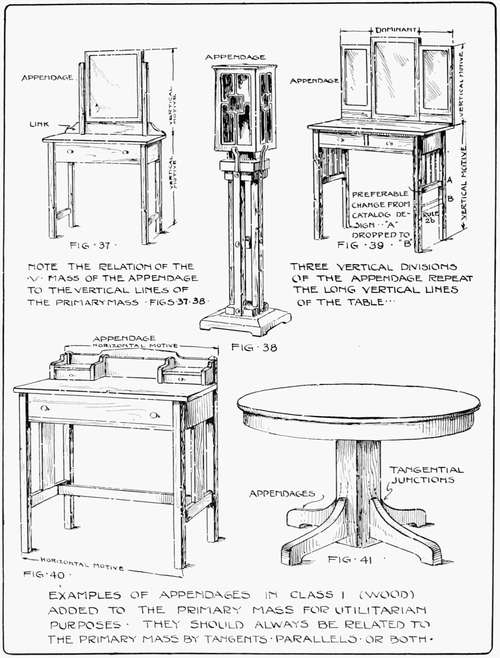 APPENDAGE
LINK
VERTICAL
MOTIVE
VERTICAL
MOTIVE
FIG·37·
NOTE THE RELATION OF THE
·V· MASS OF THE APPENDAGE
TO THE VERTICAL LINES OF
THE PRIMARY MASS·FIGS 37·38·
APPENDAGE
FIG·38
DOMINANT
APPENDAGE
VERTICAL MOTIVE
VERTICAL MOTIVE
A
B
RULE
2b
PREFERABLE
CHANGE FROM
CATALOG DE-
SIGN··"A"
DROPPED TO
"B"
FIG·39·
THREE VERTICAL DIVISIONS
OF THE APPENDAGE REPEAT
THE LONG VERTICAL LINES
OF THE TABLE···
APPENDAGE
HORIZONTAL MOTIVE
HORIZONTAL MOTIVE
FIG·40·
APPENDAGES
TANGENTIAL
JUNCTIONS
FIG·41
EXAMPLES OF APPENDAGES IN CLASS 1 (WOOD)
ADDED TO THE PRIMARY MASS FOR UTILITARIAN
PURPOSES· THEY SHOULD ALWAYS BE RELATED TO
THE PRIMARY MASS BY TANGENTS·PARALLELS·OR BOTH·